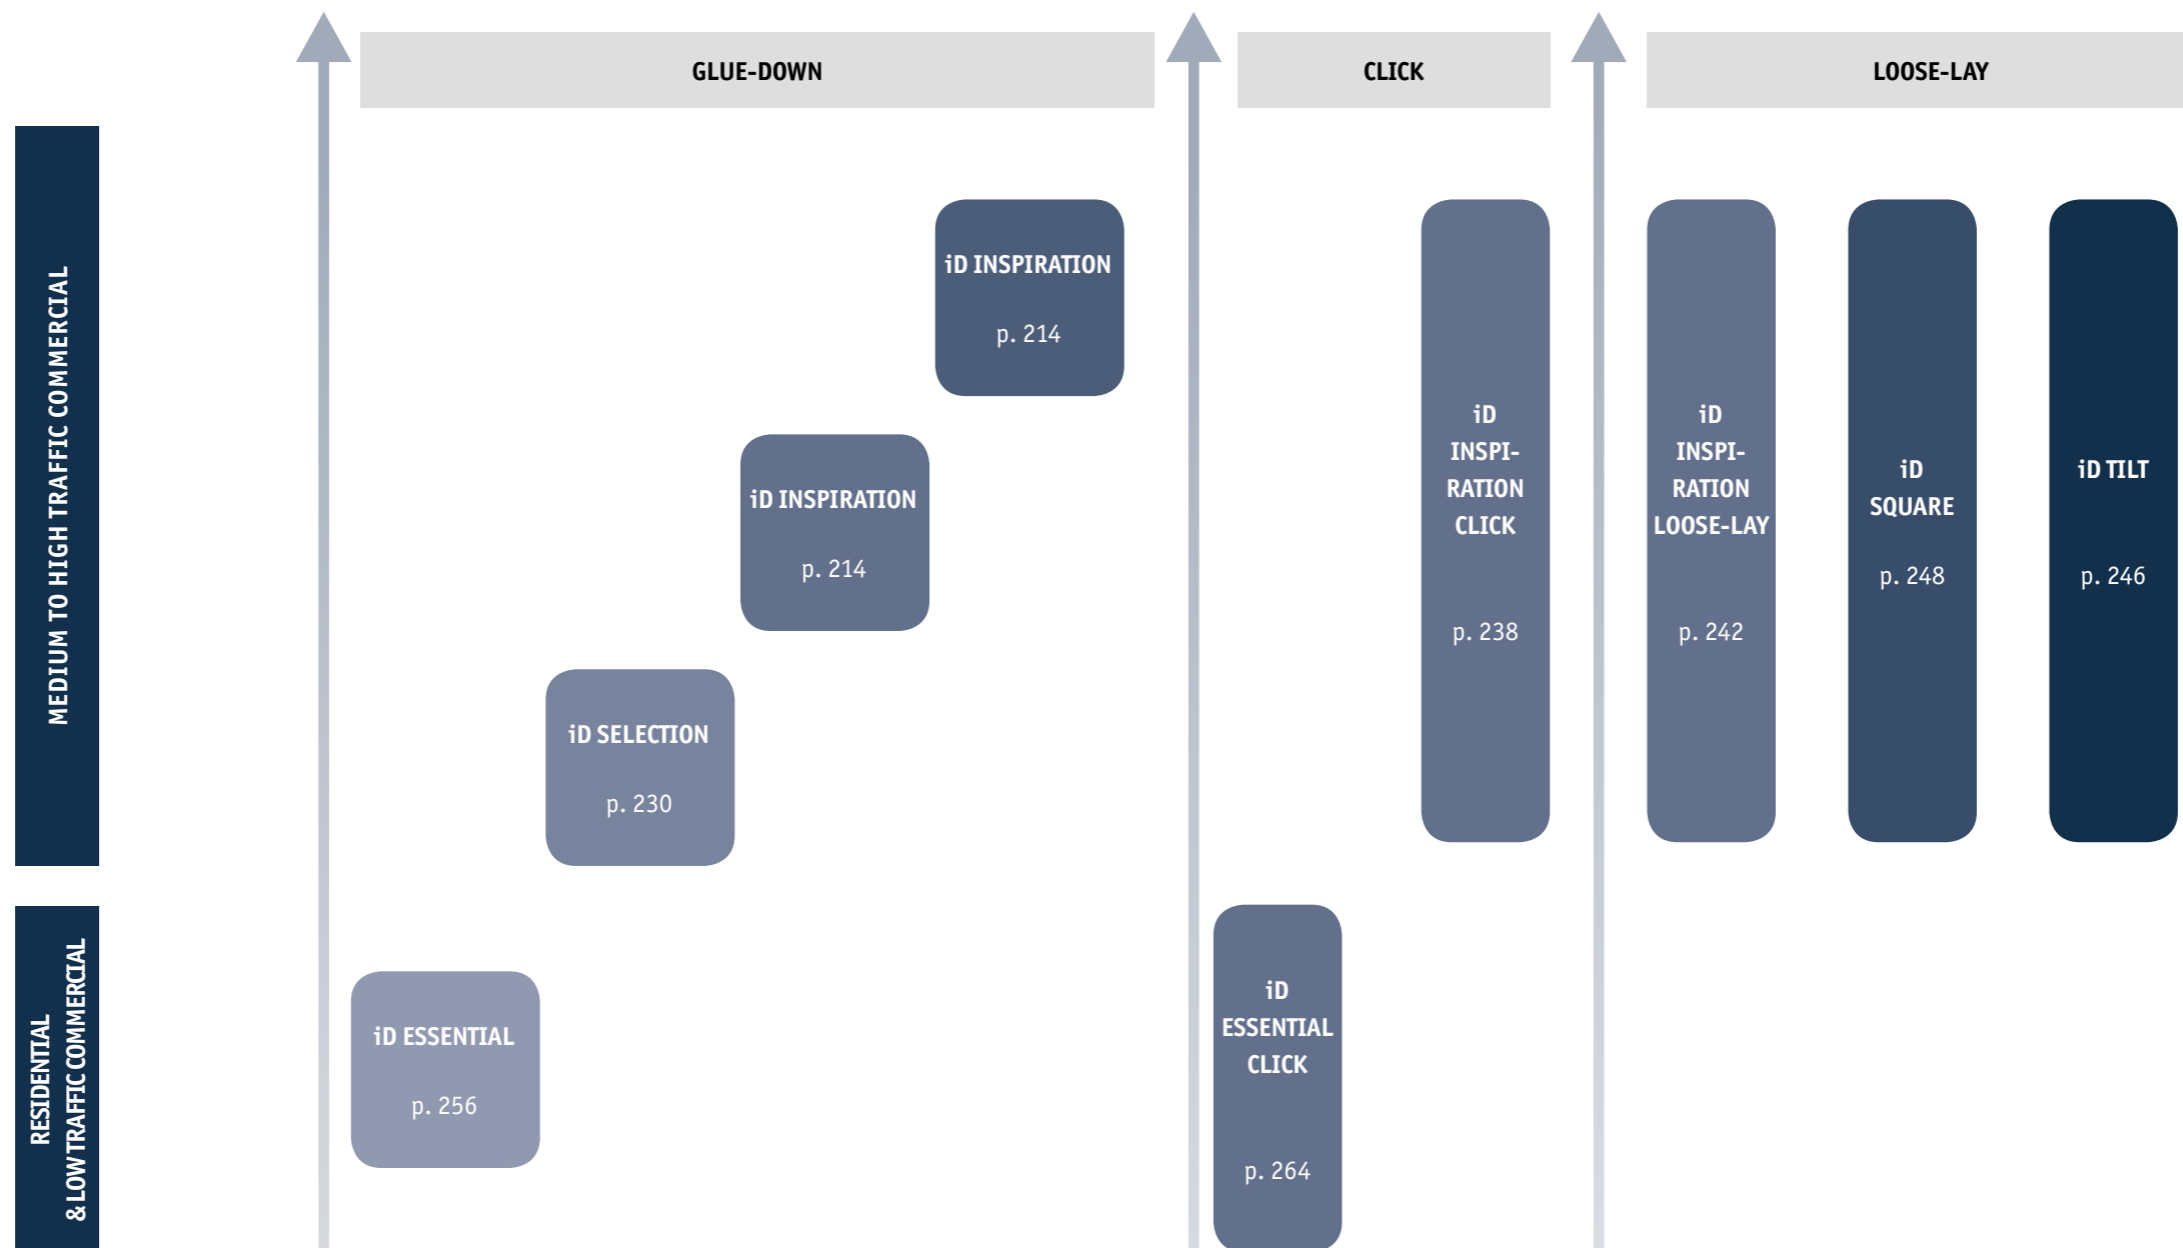 GLUE-DOWN
CLICK
LOOSE-LAY
MEDIUM TO HIGH TRAFFIC COMMERCIAL
iD INSPIRATION
p. 214
iD INSPIRATION
p. 214
iD SELECTION
p. 230
iD
INSPI-
RATION
CLICK
p. 238
iD
INSPI-
RATION
LOOSE-LAY
p. 242
iD
SQUARE
p. 248
iD TILT
p. 246
RESIDENTIAL
& LOW TRAFFIC COMMERCIAL
iD ESSENTIAL
p. 256
iD
ESSENTIAL
CLICK
p. 264